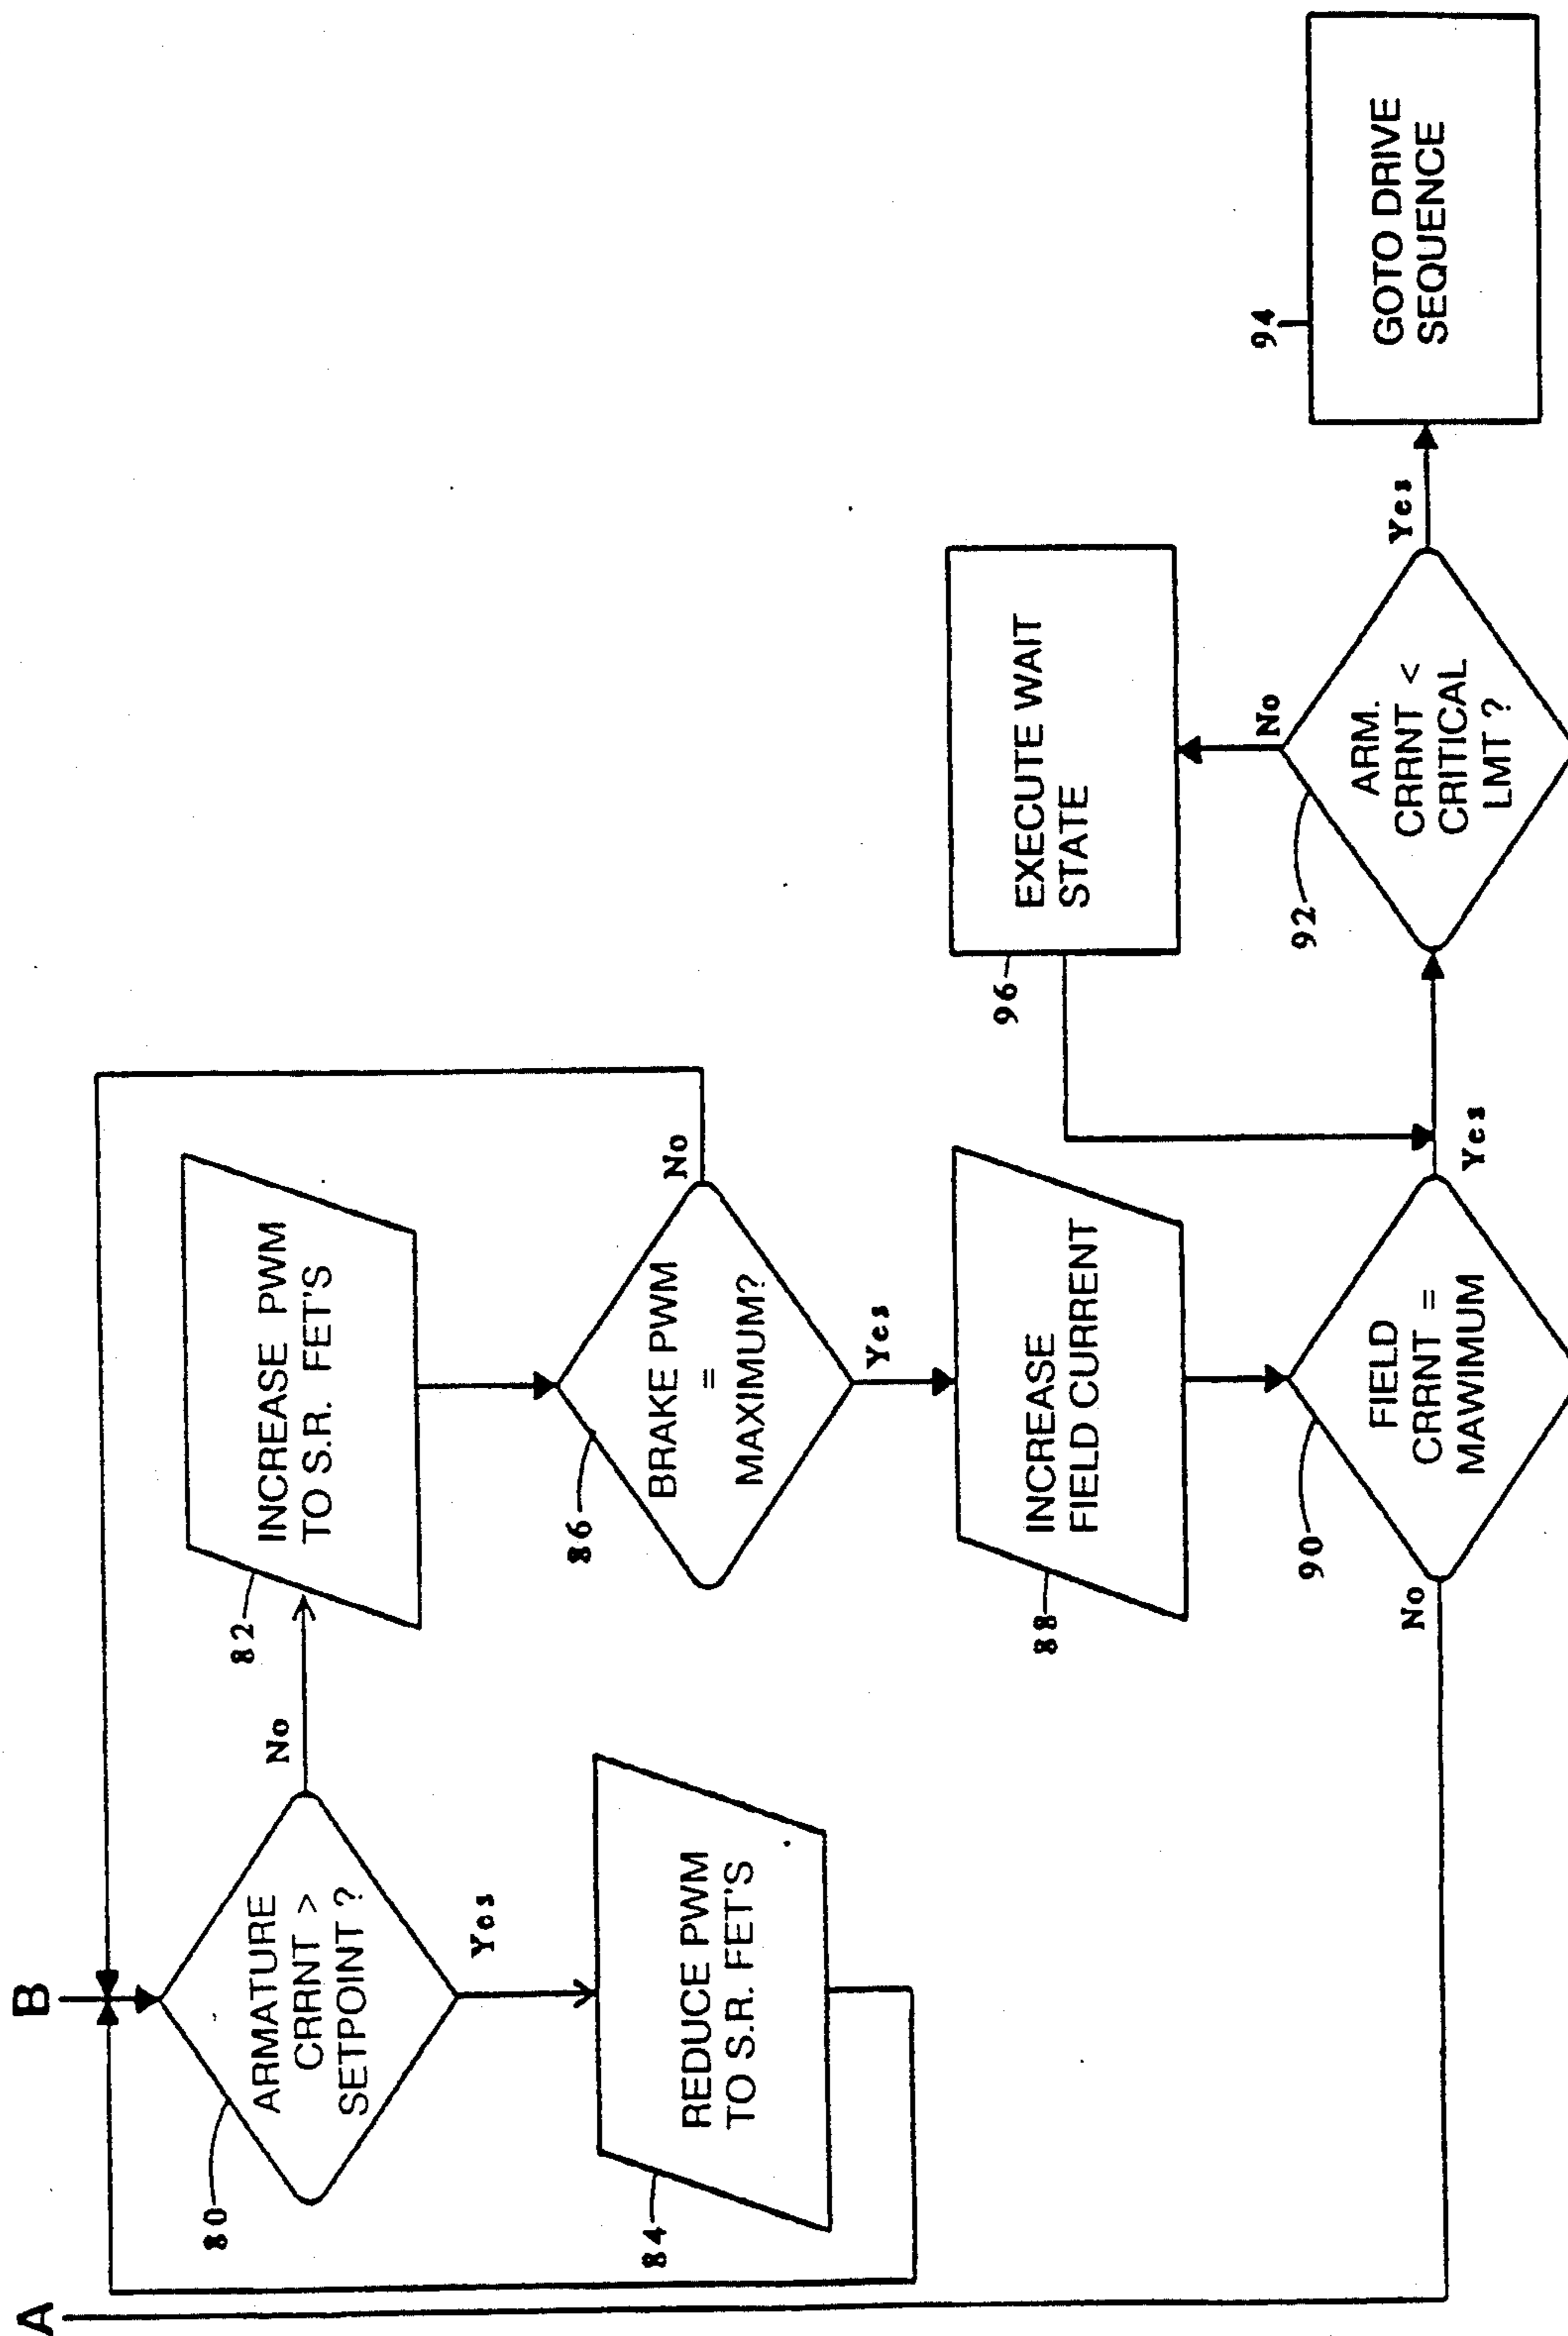 A
B
80
ARMATURE
CRRNT >
SETPOINT ?
No
Yes
82
INCREASE PWM
TO S.R. FET'S
84
REDUCE PWM
TO S.R. FET'S
86
BRAKE PWM
=
MAXIMUM?
No
Yes
88
INCREASE
FIELD CURRENT
90
FIELD
CRRNT =
MAWIMUM
No
Yes
96
EXECUTE WAIT
STATE
92
ARM.
CRRNT <
CRITICAL
LMT ?
No
Yes
94
GOTO DRIVE
SEQUENCE